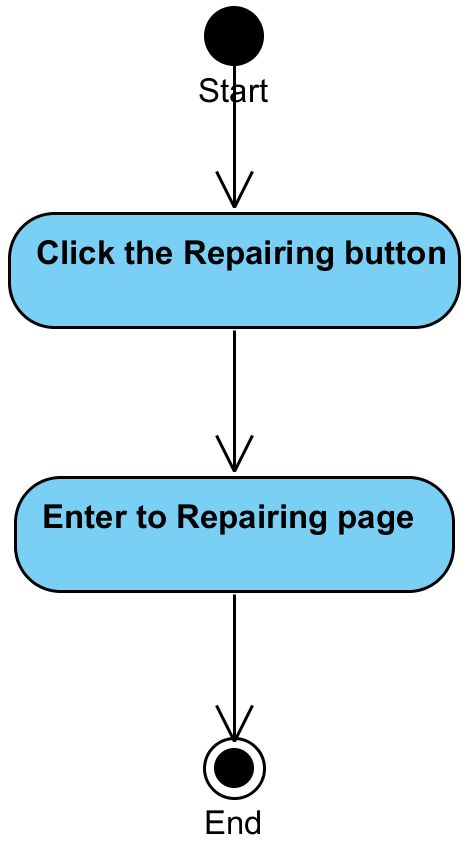 Start
Click the Repairing button
Enter to Repairing page
End